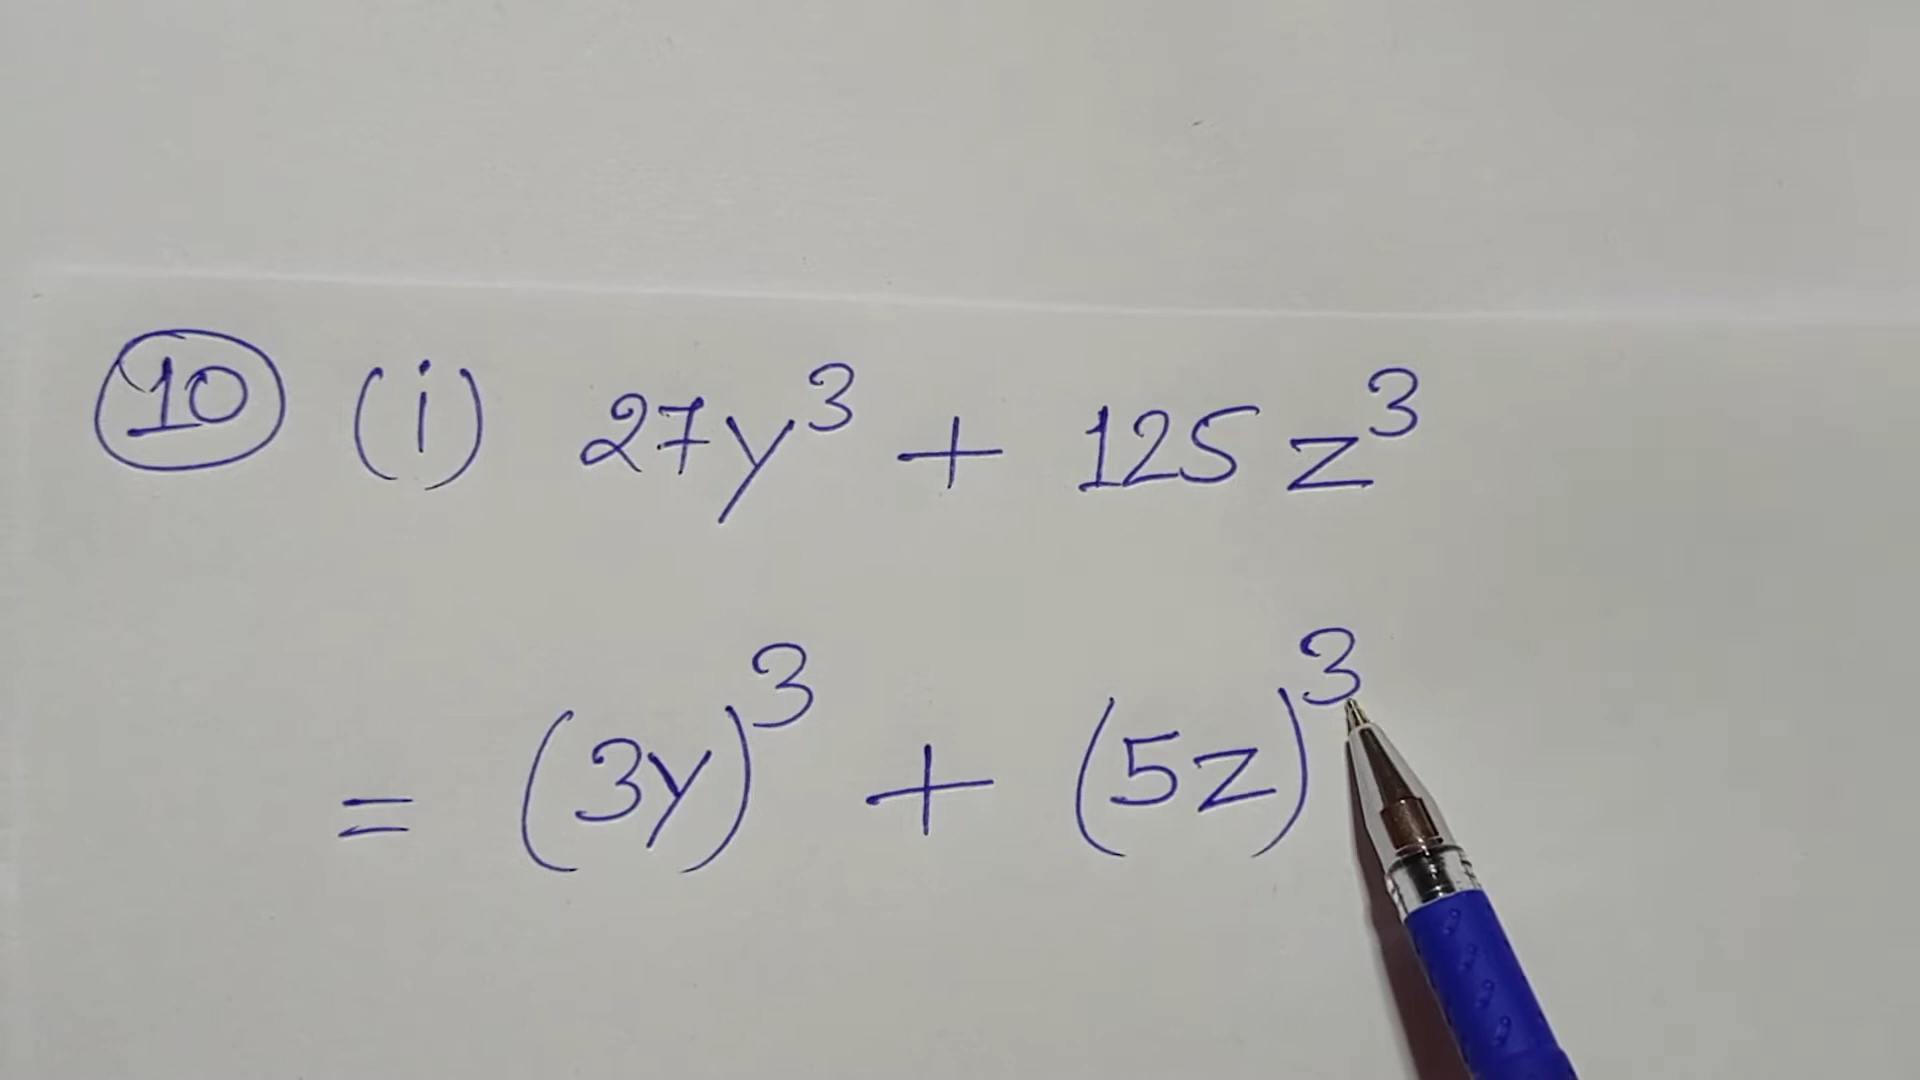 10 (i) 27y³ + 125z³
= (3y)³ + (5z)³